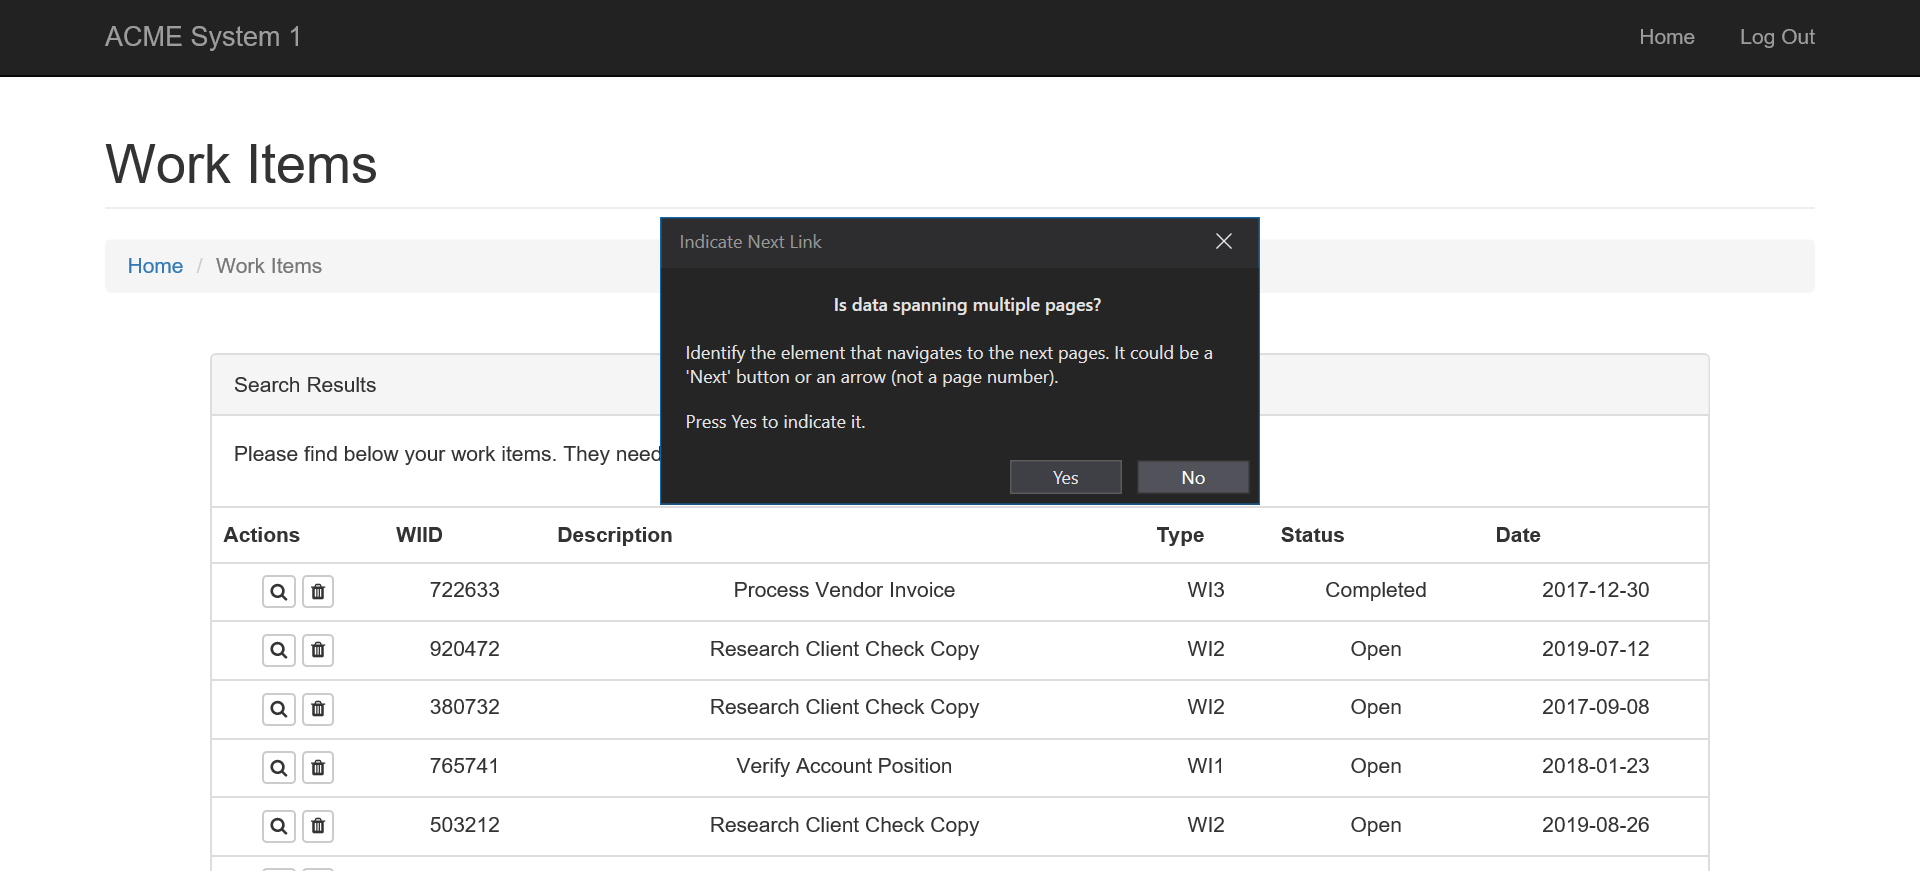 ACME System 1 Home Log Out
Work Items
Home / Work Items
Indicate Next Link
Is data spanning multiple pages?
Identify the element that navigates to the next pages. It could be a
'Next' button or an arrow (not a page number).
Press Yes to indicate it.
Yes No
Search Results
Please find below your work items. They need
Actions WIID Description Type Status Date
722633 Process Vendor Invoice WI3 Completed 2017-12-30
920472 Research Client Check Copy WI2 Open 2019-07-12
380732 Research Client Check Copy WI2 Open 2017-09-08
765741 Verify Account Position WI1 Open 2018-01-23
503212 Research Client Check Copy WI2 Open 2019-08-26